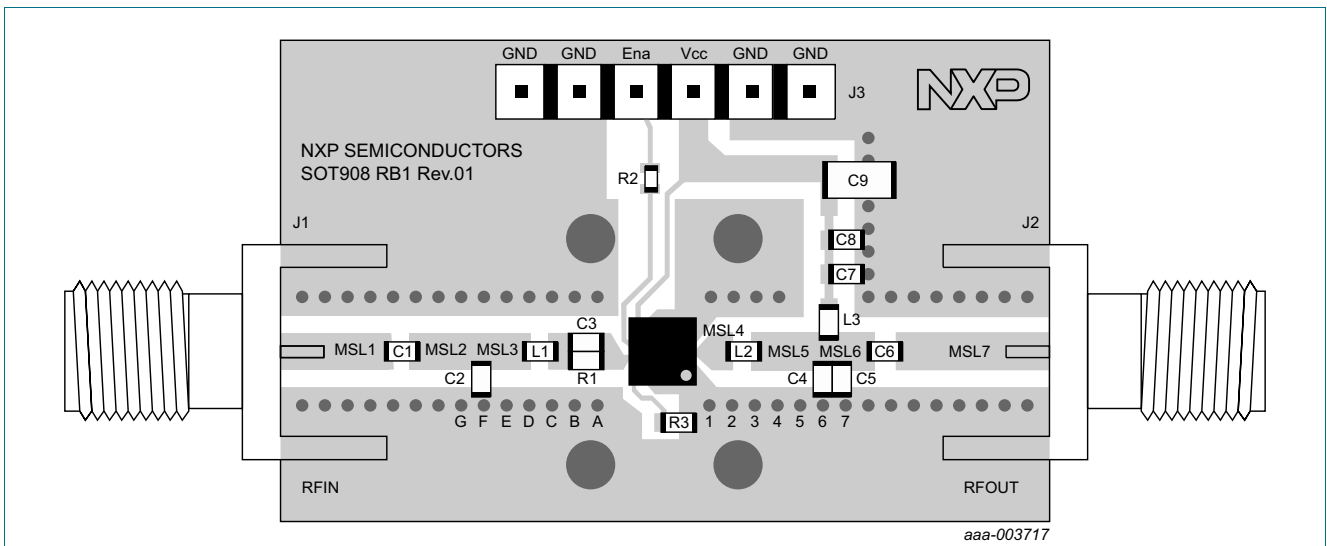 GND GND Ena Vcc GND GND
J3
NXP
NXP SEMICONDUCTORS
SOT908 RB1 Rev.01
R2
C9
J1
J2
C8
C7
C3
MSL4
L3
MSL1 C1 MSL2 MSL3 L1
L2 MSL5 MSL6 C6 MSL7
C2
R1
C4
C5
G F E D C B A
R3
1 2 3 4 5 6 7
RFIN
RFOUT
aaa-003717